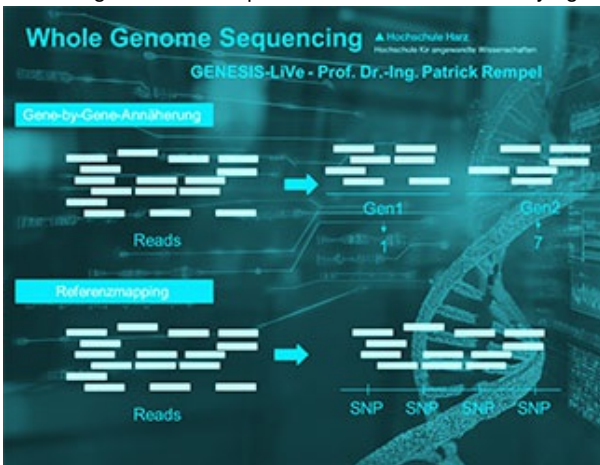 Whole Genome Sequencing
Hochschule Harz
Hochschule für angewandte Wissenschaften
GENESIS-LiVe - Prof. Dr.-Ing. Patrick Rempel
Gene-by-Gene-Annäherung
Gen1
Gen2
Reads
1
7
Referenzmapping
Reads
SNP SNP SNP SNP